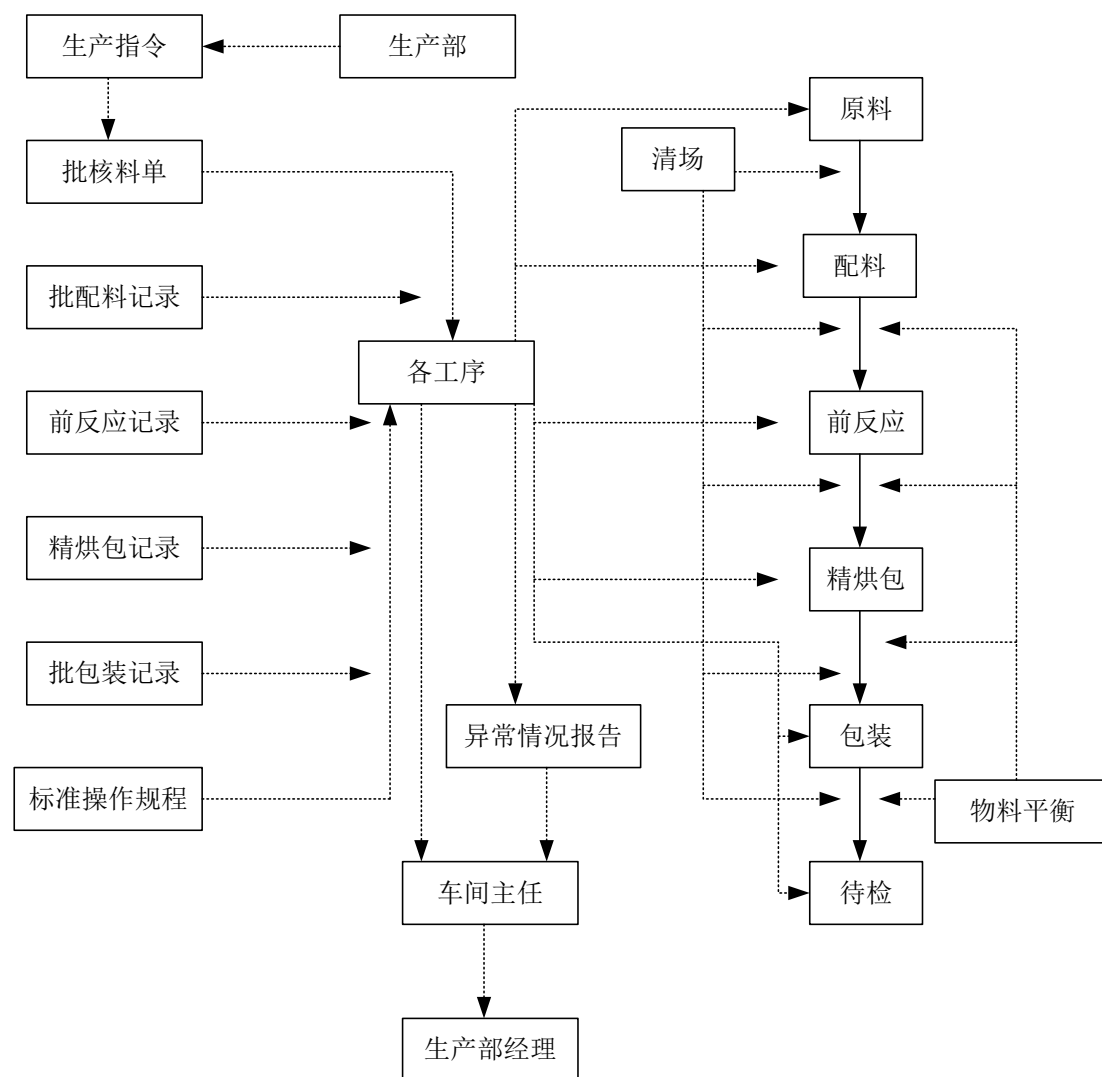 生产指令
生产部
原料
清场
批核料单
配料
批配料记录
各工序
前反应记录
前反应
精烘包记录
精烘包
批包装记录
异常情况报告
包装
标准操作规程
物料平衡
车间主任
待检
生产部经理